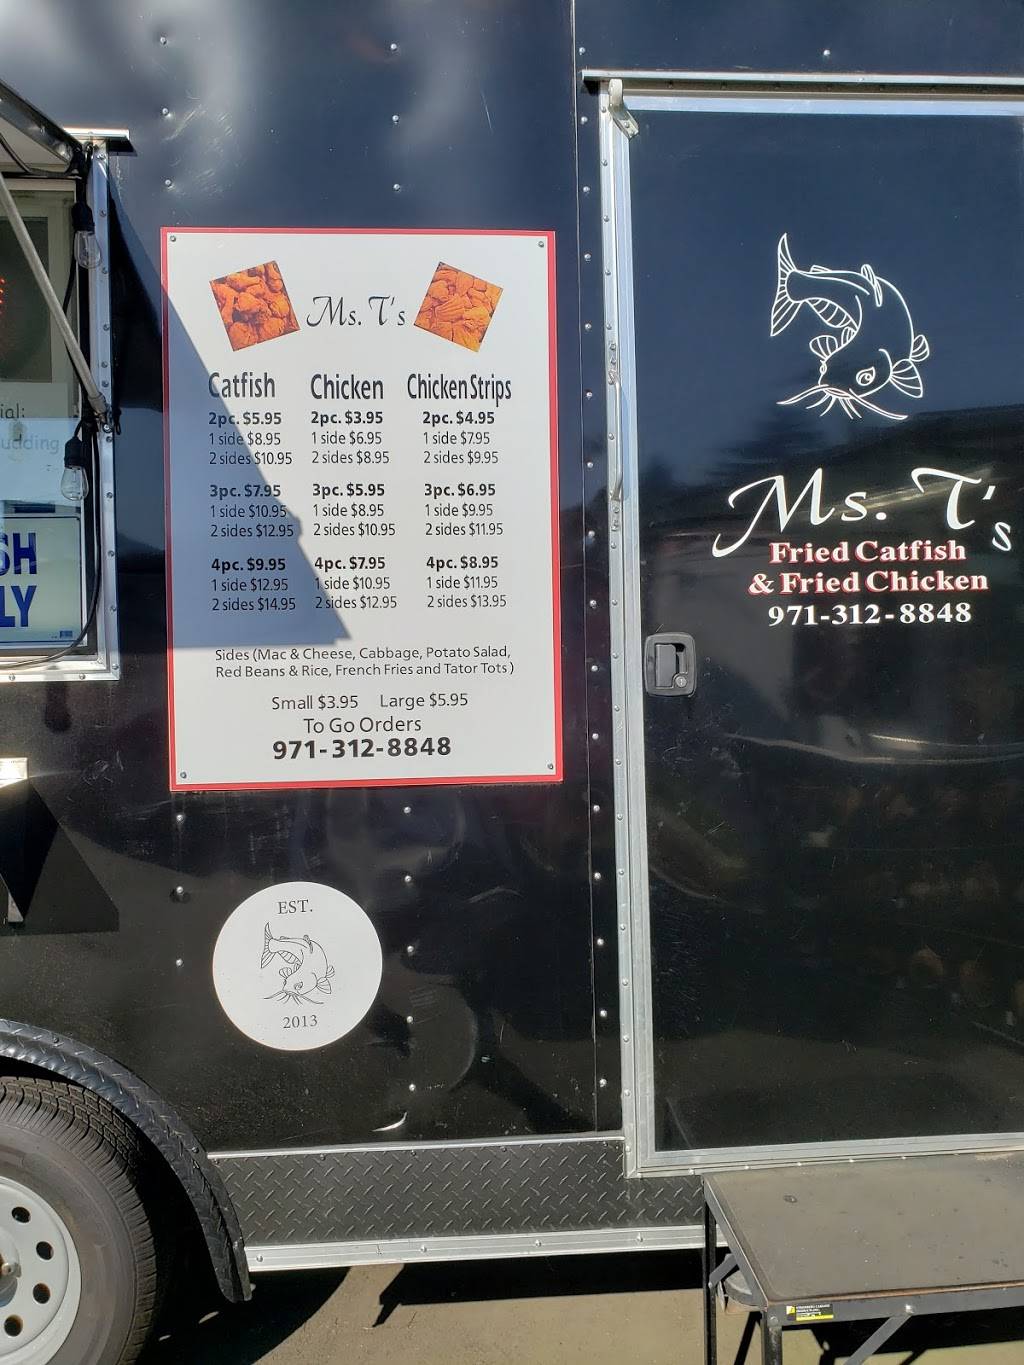 Ms. T's
Catfish Chicken Chicken Strips
2pc. $5.95 2pc. $3.95 2pc. $4.95
1 side $8.95 1 side $6.95 1 side $7.95
2 sides $10.95 2 sides $8.95 2 sides $9.95
3pc. $7.95 3pc. $5.95 3pc. $6.95
1 side $10.95 1 side $8.95 1 side $9.95
2 sides $12.95 2 sides $10.95 2 sides $11.95
4pc. $9.95 4pc. $7.95 4pc. $8.95
1 side $12.95 1 side $10.95 1 side $11.95
2 sides $14.95 2 sides $12.95 2 sides $13.95
Sides (Mac & Cheese, Cabbage, Potato Salad,
Red Beans & Rice, French Fries and Tator Tots)
Small $3.95 Large $5.95
To Go Orders
971-312-8848
EST.
2013
Ms. T's
Fried Catfish
& Fried Chicken
971-312-8848
ial:
udding
SH
LY